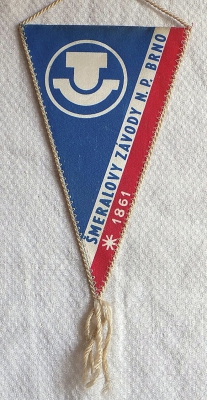 ŠMERALOVY ZÁVODY N. P. BRNO
* 1861